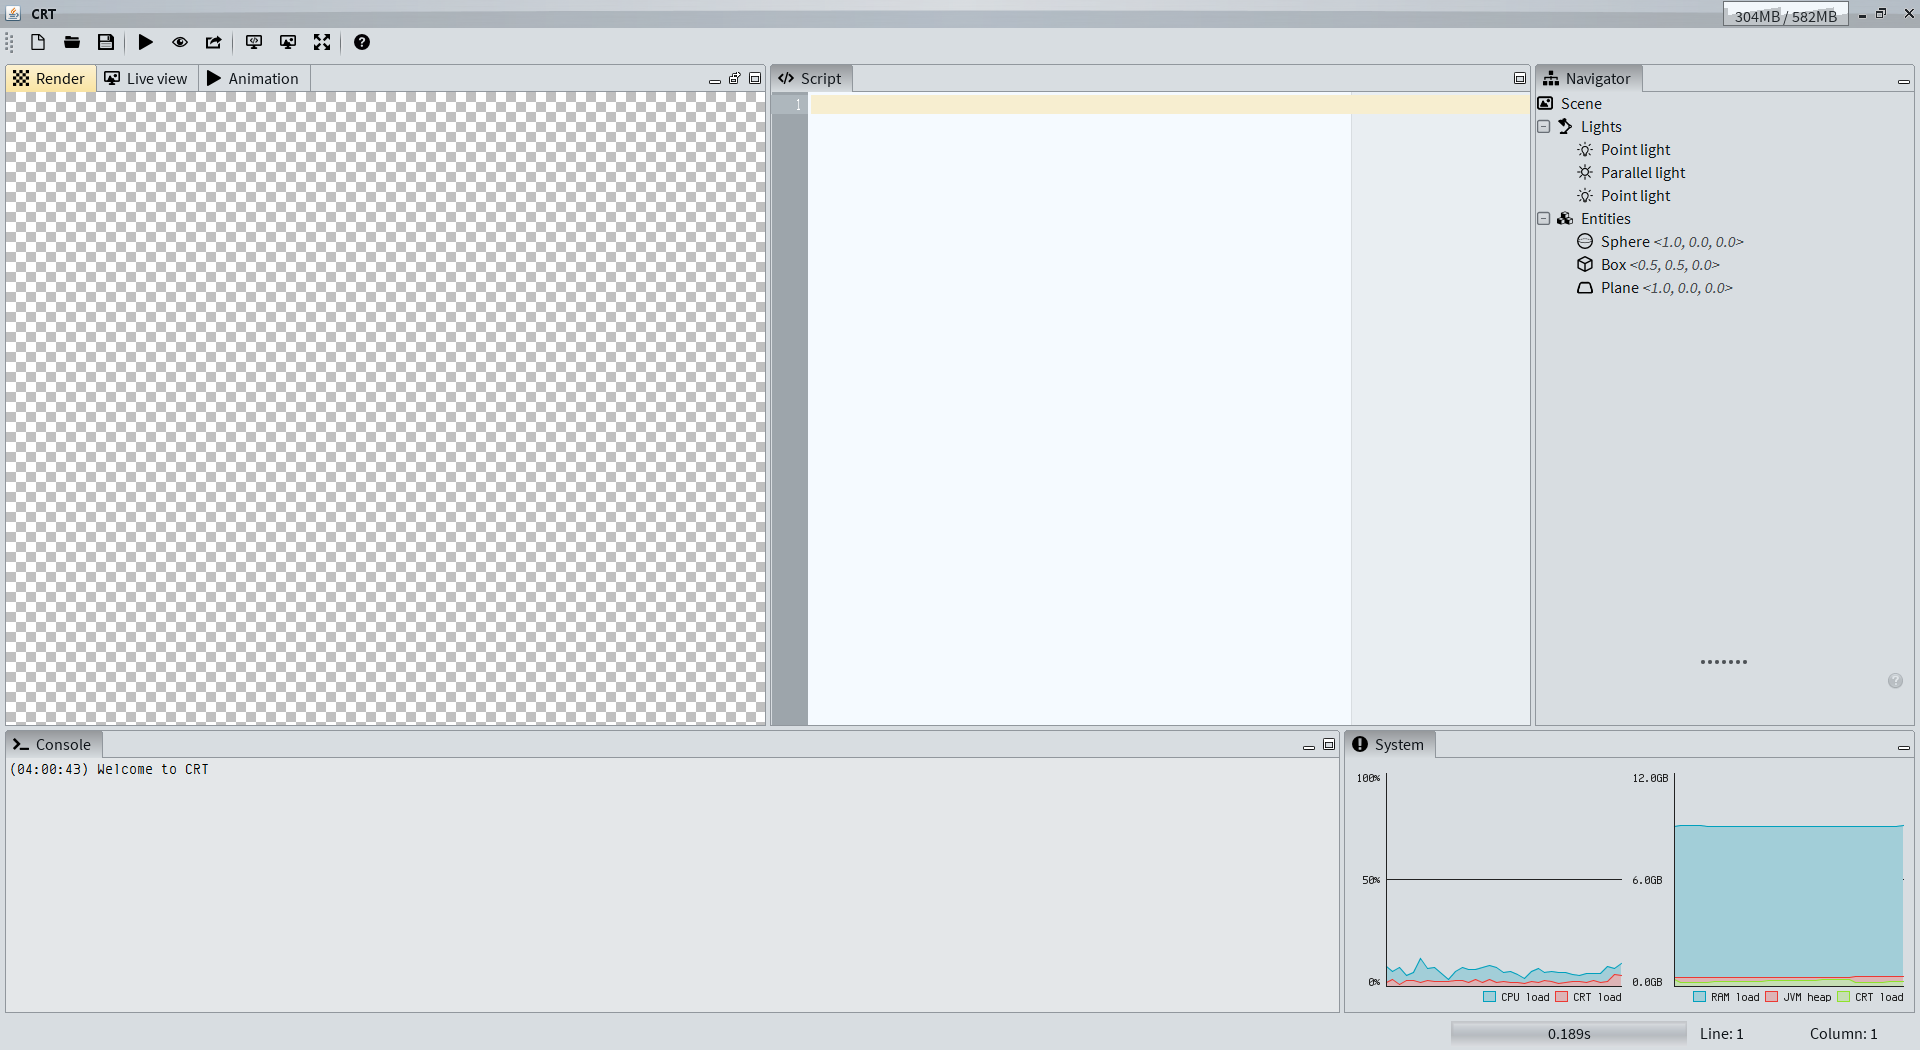 CRT
304MB / 582MB
Render
Live view
Animation
Script
Navigator
1
Scene
Lights
Point light
Parallel light
Point light
Entities
Sphere <1.0, 0.0, 0.0>
Box <0.5, 0.5, 0.0>
Plane <1.0, 0.0, 0.0>
Console
(04:00:43) Welcome to CRT
System
100%
50%
0%
CPU load
CRT load
12.0GB
6.0GB
0.0GB
RAM load
JVM heap
CRT load
0.189s
Line: 1
Column: 1